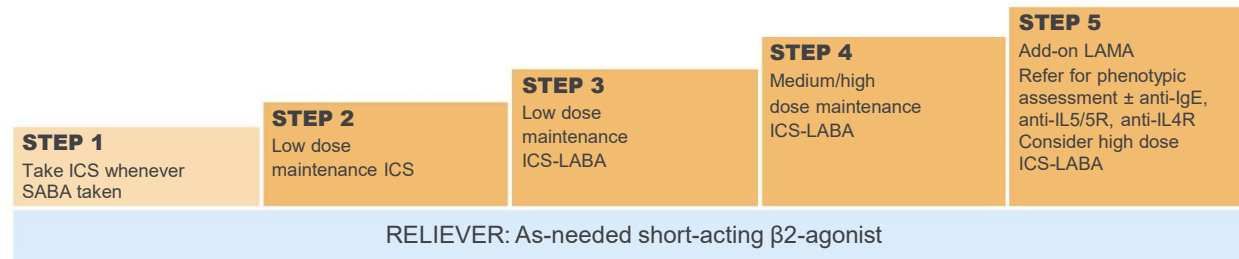 STEP 1
Take ICS whenever
SABA taken
STEP 2
Low dose
maintenance ICS
STEP 3
Low dose
maintenance
ICS-LABA
STEP 4
Medium/high
dose maintenance
ICS-LABA
STEP 5
Add-on LAMA
Refer for phenotypic
assessment ± anti-IgE,
anti-IL5/5R, anti-IL4R
Consider high dose
ICS-LABA
RELIEVER: As-needed short-acting β2-agonist